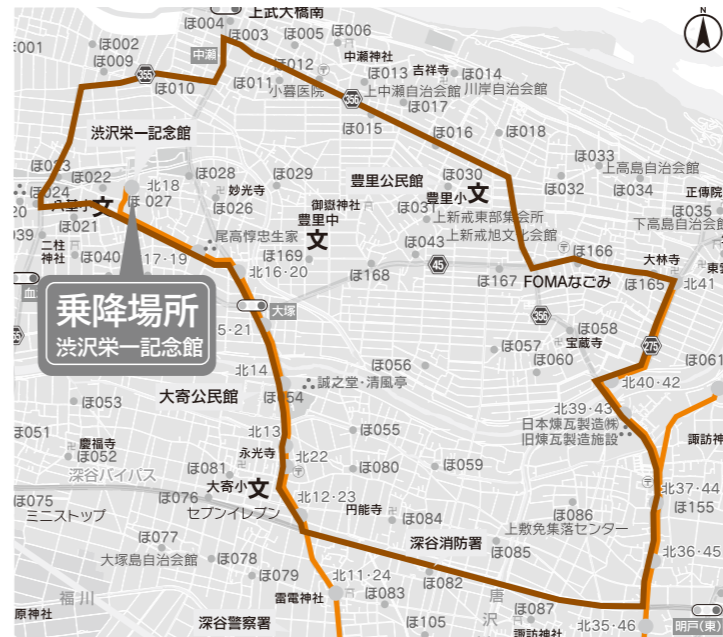 上武大橋南
ほ004
N
ほ001
ほ002
ほ003
ほ005
ほ006
中瀬
ほ009
355
ほ012
中瀬神社
ほ010
ほ011
小暮医院
ほ013
吉祥寺
ほ014
上中瀬自治会館
川岸自治会館
356
ほ017
ほ015
渋沢栄一記念館
ほ016
ほ018
ほ023
ほ033
上高島自治会館
ほ022
ほ028
豊里公民館
ほ030
ほ024
北18
妙光寺
ほ029
豊里小
文
ほ032
ほ034
正傳院
八基小
文
ほ027
ほ026
御嶽神社
豊里中
文
ほ031
上新戒東部集会所
ほ035
ほ021
尾高惇忠生家
上新戒旭文化会館
下高島自治会館
039
二柱
神社
ほ040
17・19
ほ169
ほ043
ほ166
大林寺
北16・20
ほ168
45
ほ167
FOMAなごみ
ほ165
北41
乗降場所
渋沢栄一記念館
大塚
5・21
356
ほ058
宝蔵寺
275
ほ057
ほ056
ほ060
ほ061
北14
誠之堂・清風亭
北40・42
大寄公民館
ほ054
ほ053
北39・43
日本煉瓦製造㈱
旧煉瓦製造施設
ほ051
慶福寺
北13
ほ055
諏訪神
ほ052
永光寺
北22
深谷バイパス
ほ081
ほ080
ほ059
北37・44
大寄小
文
ほ075
ほ076
北12・23
ほ155
ミニストップ
セブンイレブン
円能寺
ほ084
ほ086
上敷免集落センター
ほ077
深谷消防署
ほ085
大塚島自治会館
ほ078
北36・45
ほ079
北11・24
ほ082
福川
雷電神社
ほ083
唐沢
ほ087
原神社
深谷警察署
ほ105
諏訪神社
北35・46
明戸(東)